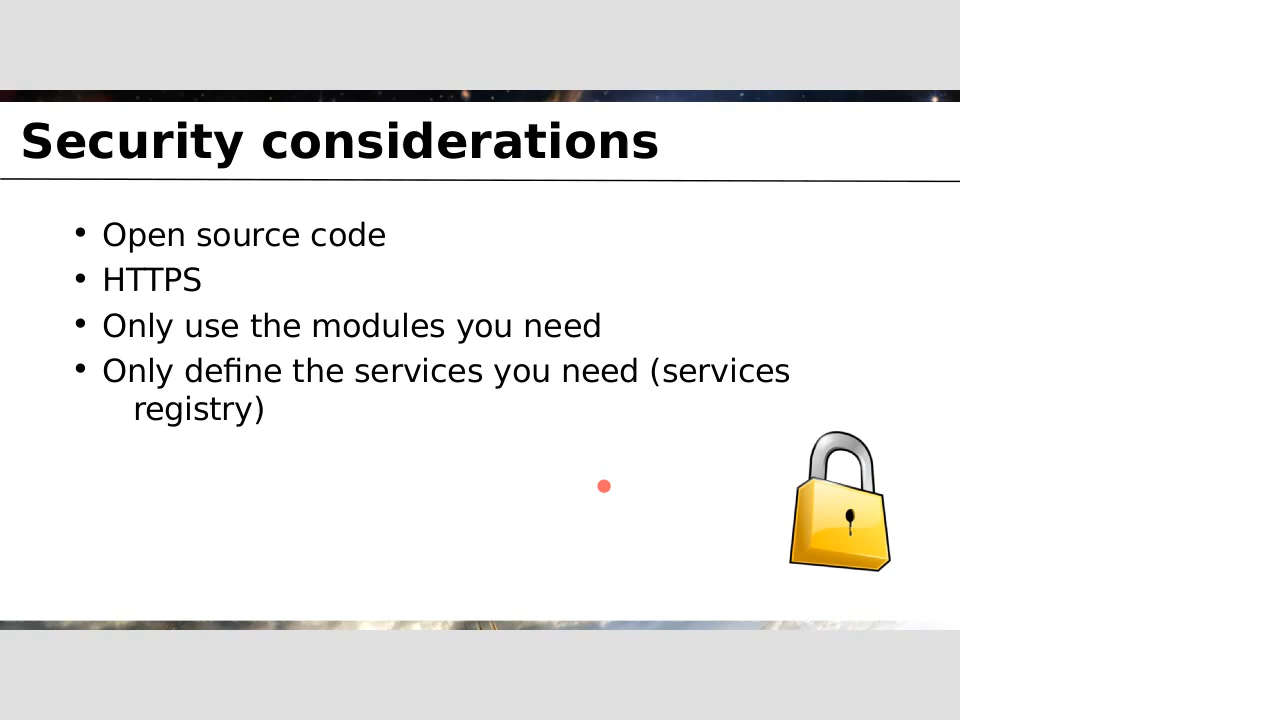 Security considerations
• Open source code
• HTTPS
• Only use the modules you need
• Only define the services you need (services
registry)